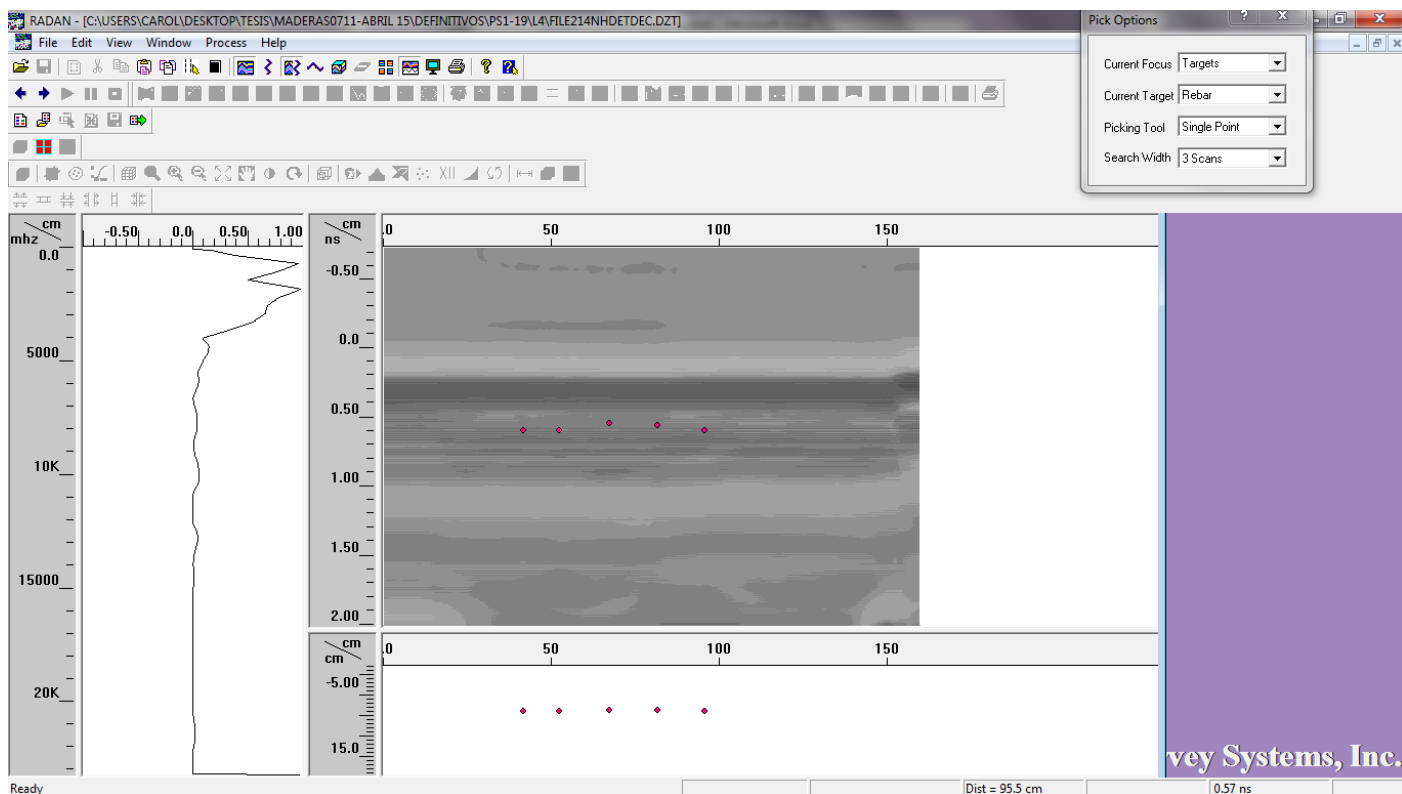 RADAN - [C:\USERS\CAROL\DESKTOP\TESIS\MADERAS0711-ABRIL 15\DEFINITIVOS\PS1-19\L4\FILE214NHDETDEC.DZT]
File Edit View Window Process Help
Pick Options
Current Focus Targets
Current Target Rebar
Picking Tool Single Point
Search Width 3 Scans
cm
mhz
-0.50 0.0 0.50 1.00
0.0
5000
10K
15000
20K
cm
ns
.0 50 100 150
-0.50
0.0
0.50
1.00
1.50
2.00
cm
cm
.0 50 100 150
-5.00
15.0
vey Systems, Inc.
Ready
Dist = 95.5 cm
0.57 ns